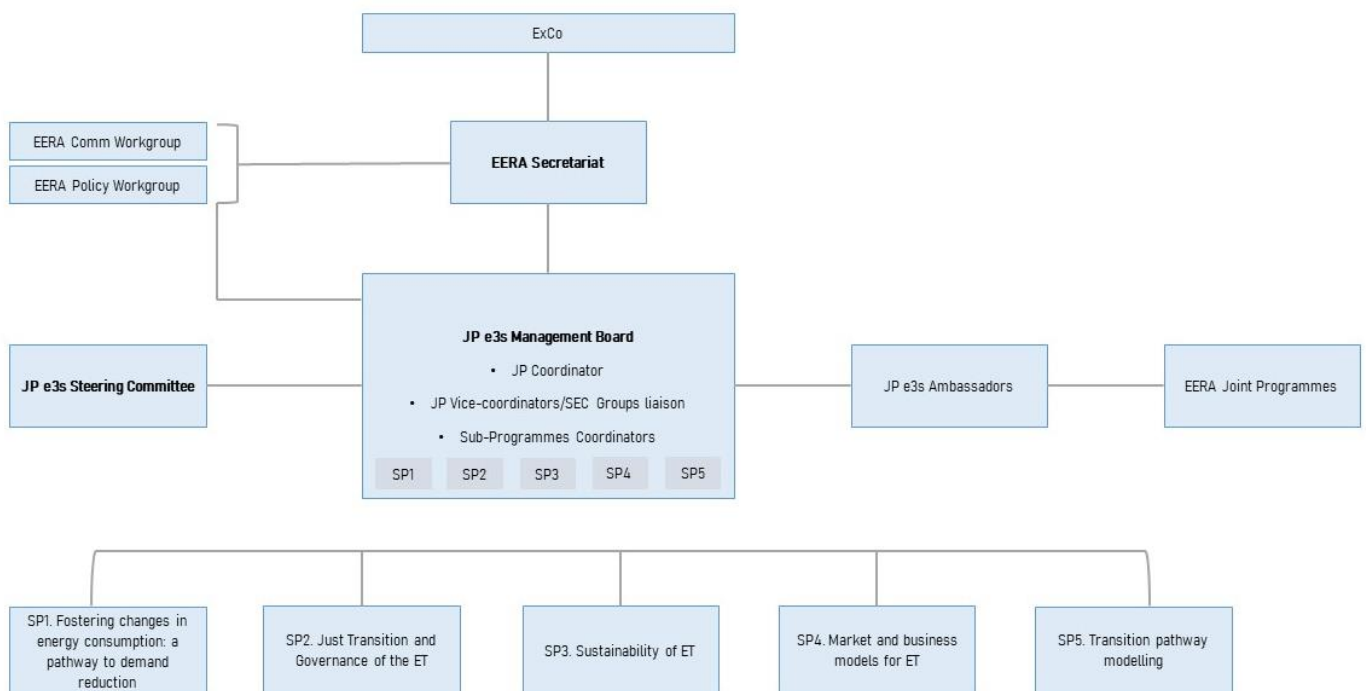 ExCo
EERA Comm Workgroup
EERA Policy Workgroup
EERA Secretariat
JP e3s Steering Committee
JP e3s Management Board
• JP Coordinator
• JP Vice-coordinators/SEC Groups liaison
• Sub-Programmes Coordinators
SP1 SP2 SP3 SP4 SP5
JP e3s Ambassadors
EERA Joint Programmes
SP1. Fostering changes in
energy consumption: a
pathway to demand
reduction
SP2. Just Transition and
Governance of the ET
SP3. Sustainability of ET
SP4. Market and business
models for ET
SP5. Transition pathway
modelling